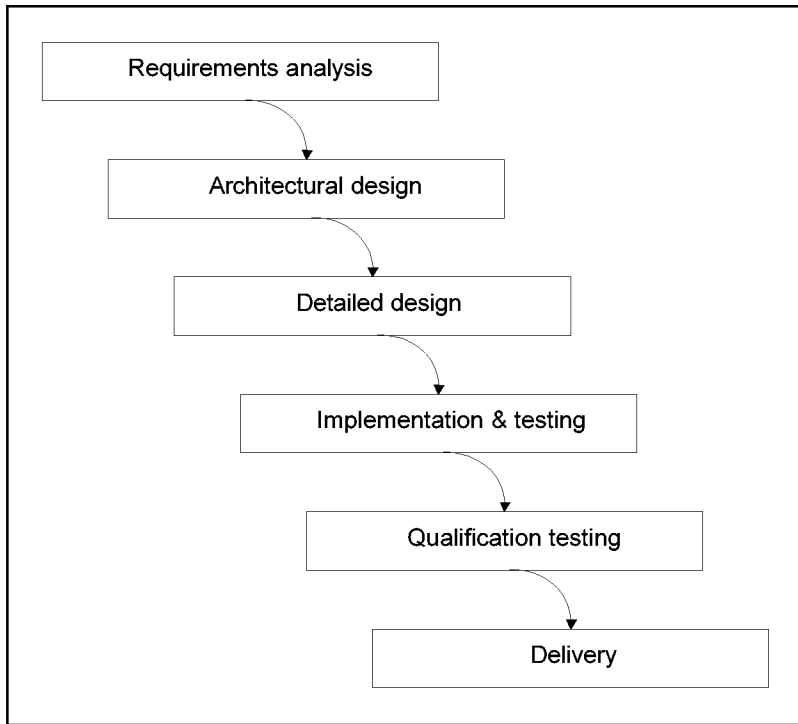 Requirements analysis
Architectural design
Detailed design
Implementation & testing
Qualification testing
Delivery